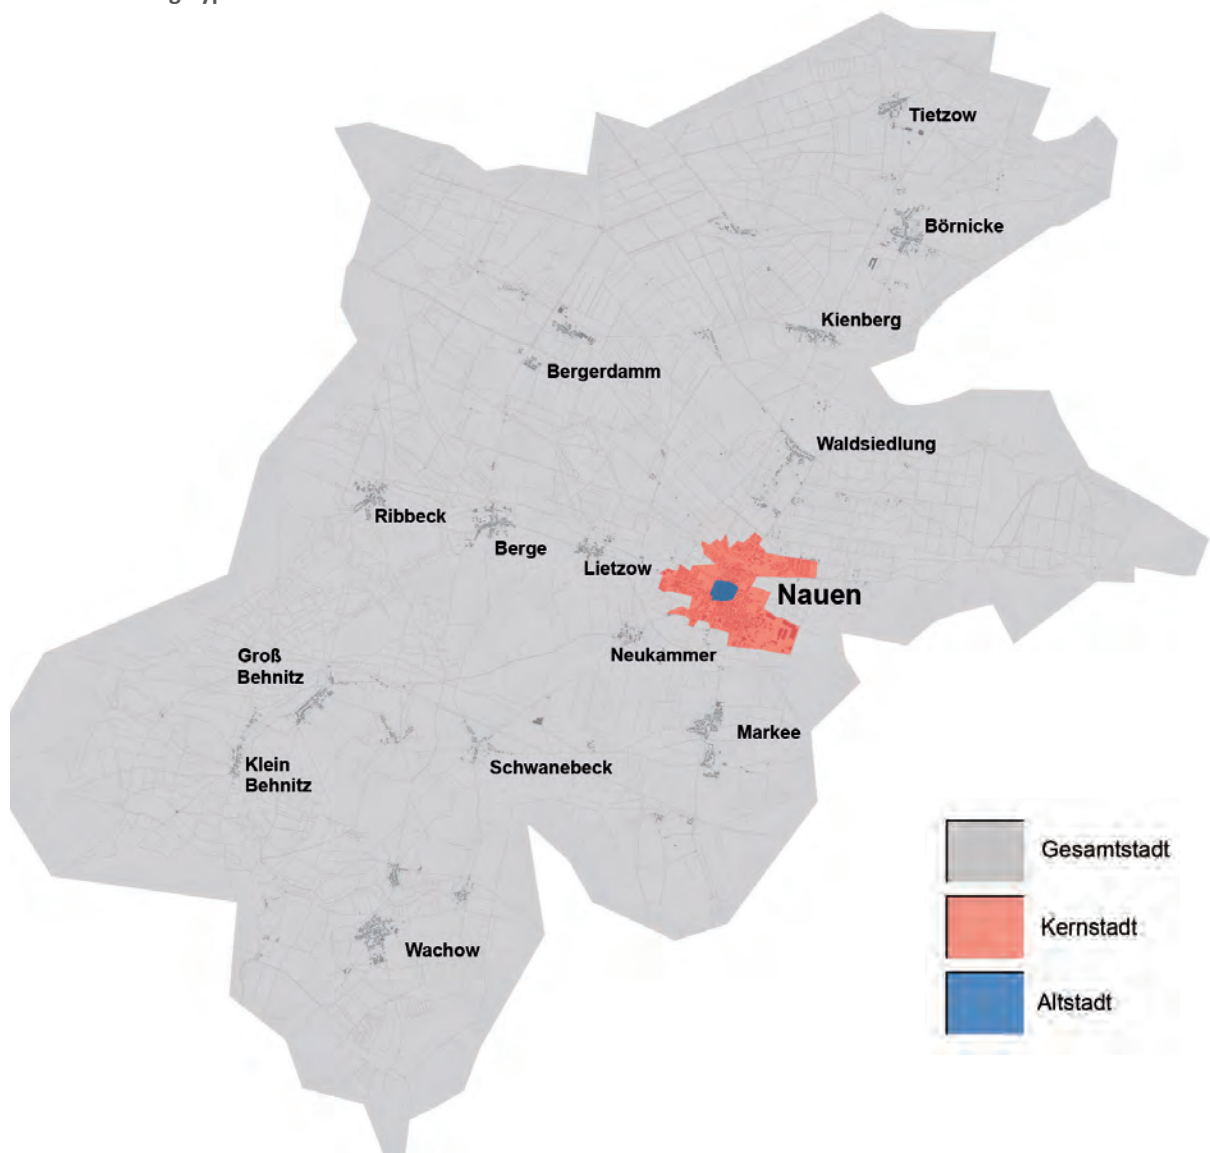 Tietzow
Börnicke
Kienberg
Bergerdamm
Waldsiedlung
Ribbeck
Berge
Lietzow
Nauen
Neukammer
Groß
Behnitz
Markee
Klein
Behnitz
Schwanebeck
Wachow
Gesamtstadt
Kernstadt
Altstadt